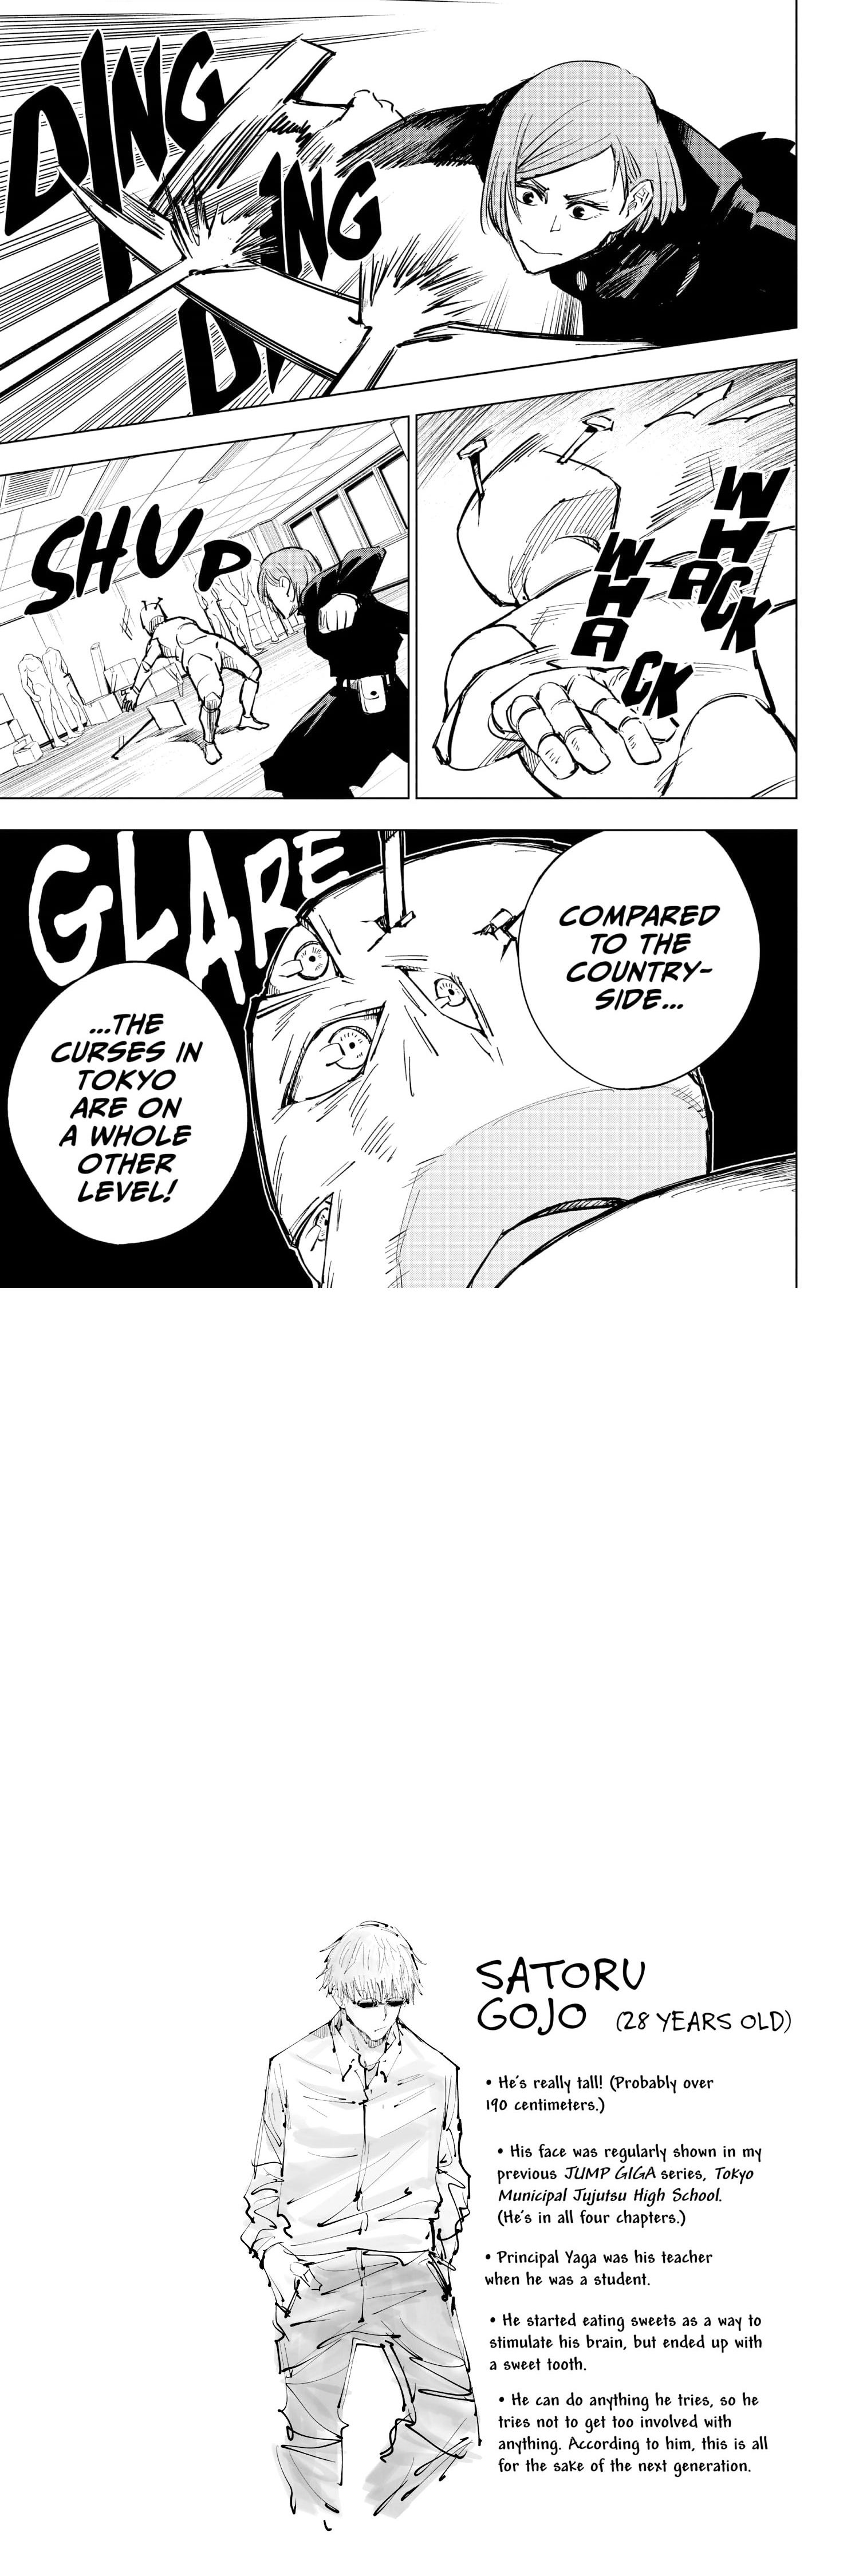 DING
DING
DING
WHACK
WHACK
SHUP
GLARE
COMPARED
TO THE
COUNTRY-
SIDE...
...THE
CURSES IN
TOKYO
ARE ON
A WHOLE
OTHER
LEVEL!
SATORU
GOJO (28 YEARS OLD)
• He's really tall! (Probably over
190 centimeters.)
• His face was regularly shown in my
previous JUMP GIGA series, Tokyo
Municipal Jujutsu High School.
(He's in all four chapters.)
• Principal Yaga was his teacher
when he was a student.
• He started eating sweets as a way to
stimulate his brain, but ended up with
a sweet tooth.
• He can do anything he tries, so he
tries not to get too involved with
anything. According to him, this is all
for the sake of the next generation.